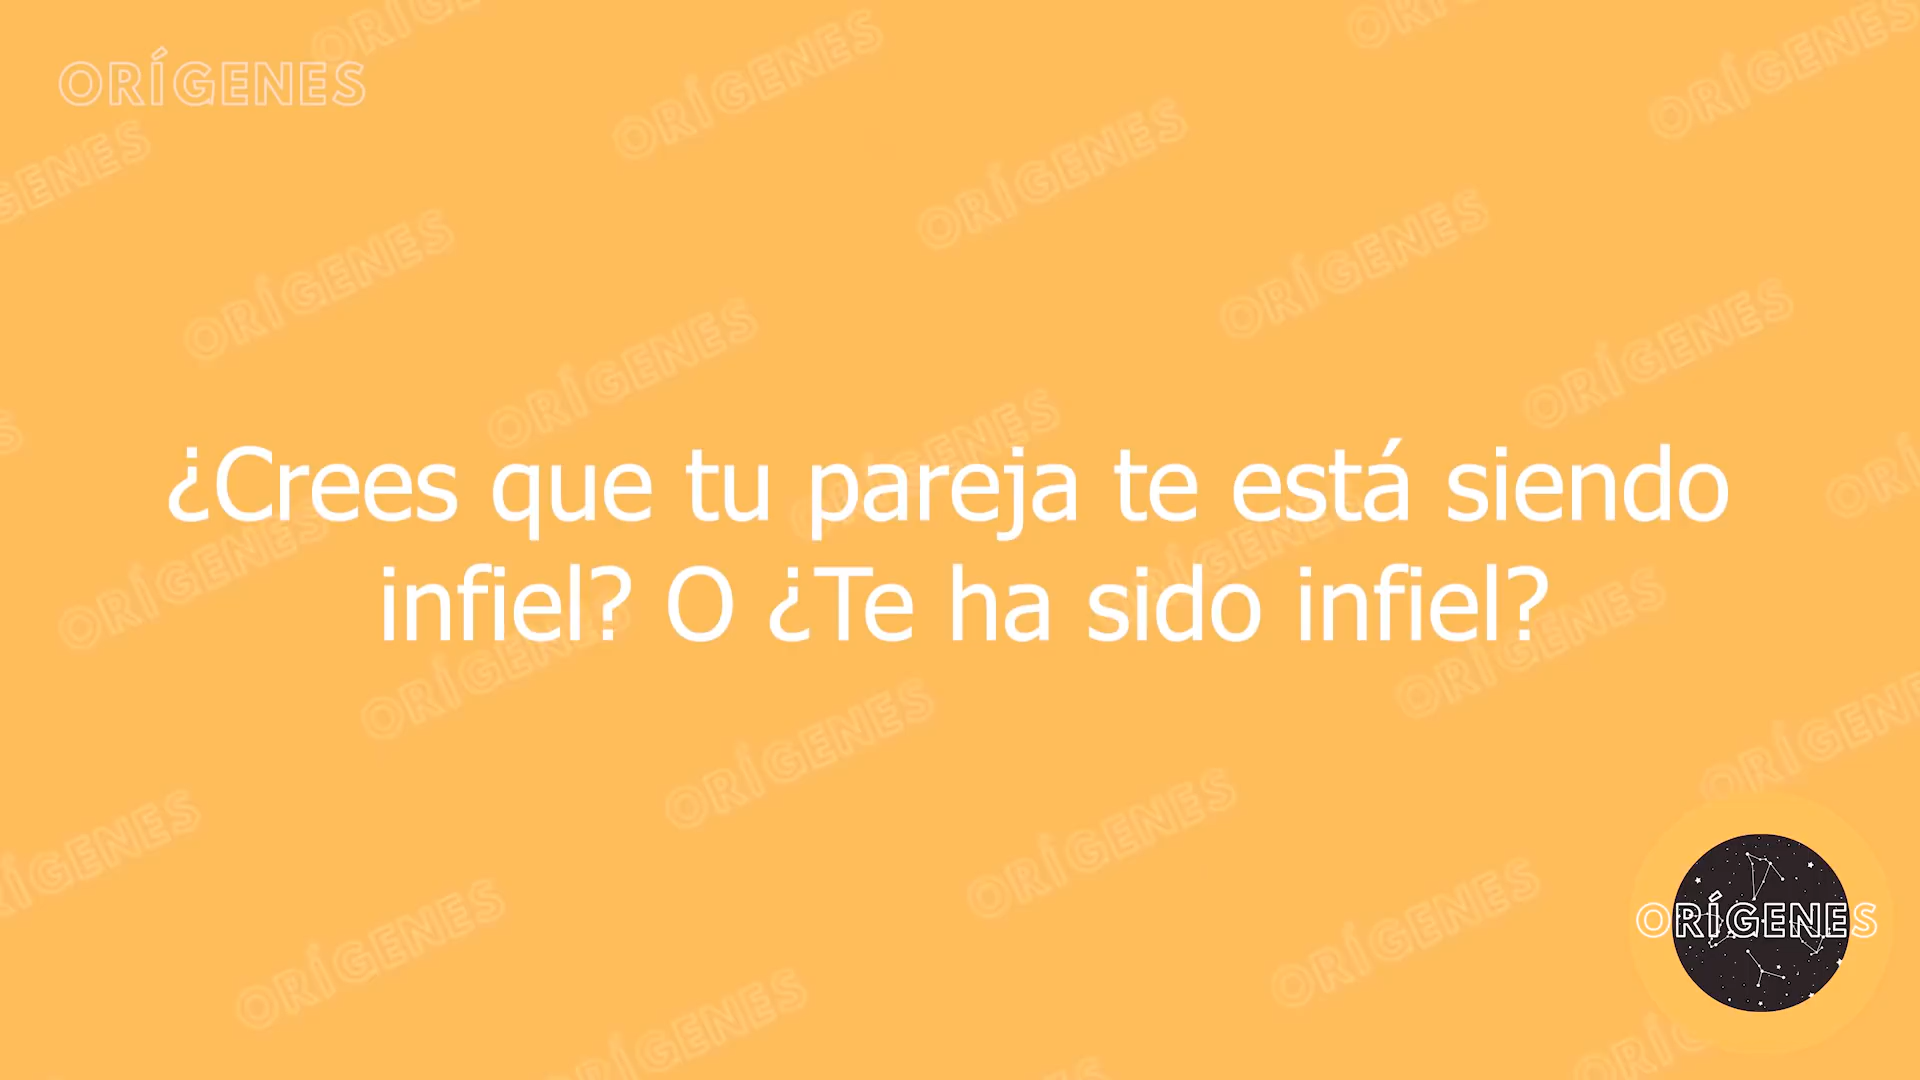 ORÍGENES
¿Crees que tu pareja te está siendo
infiel? O ¿Te ha sido infiel?
ORÍGENES